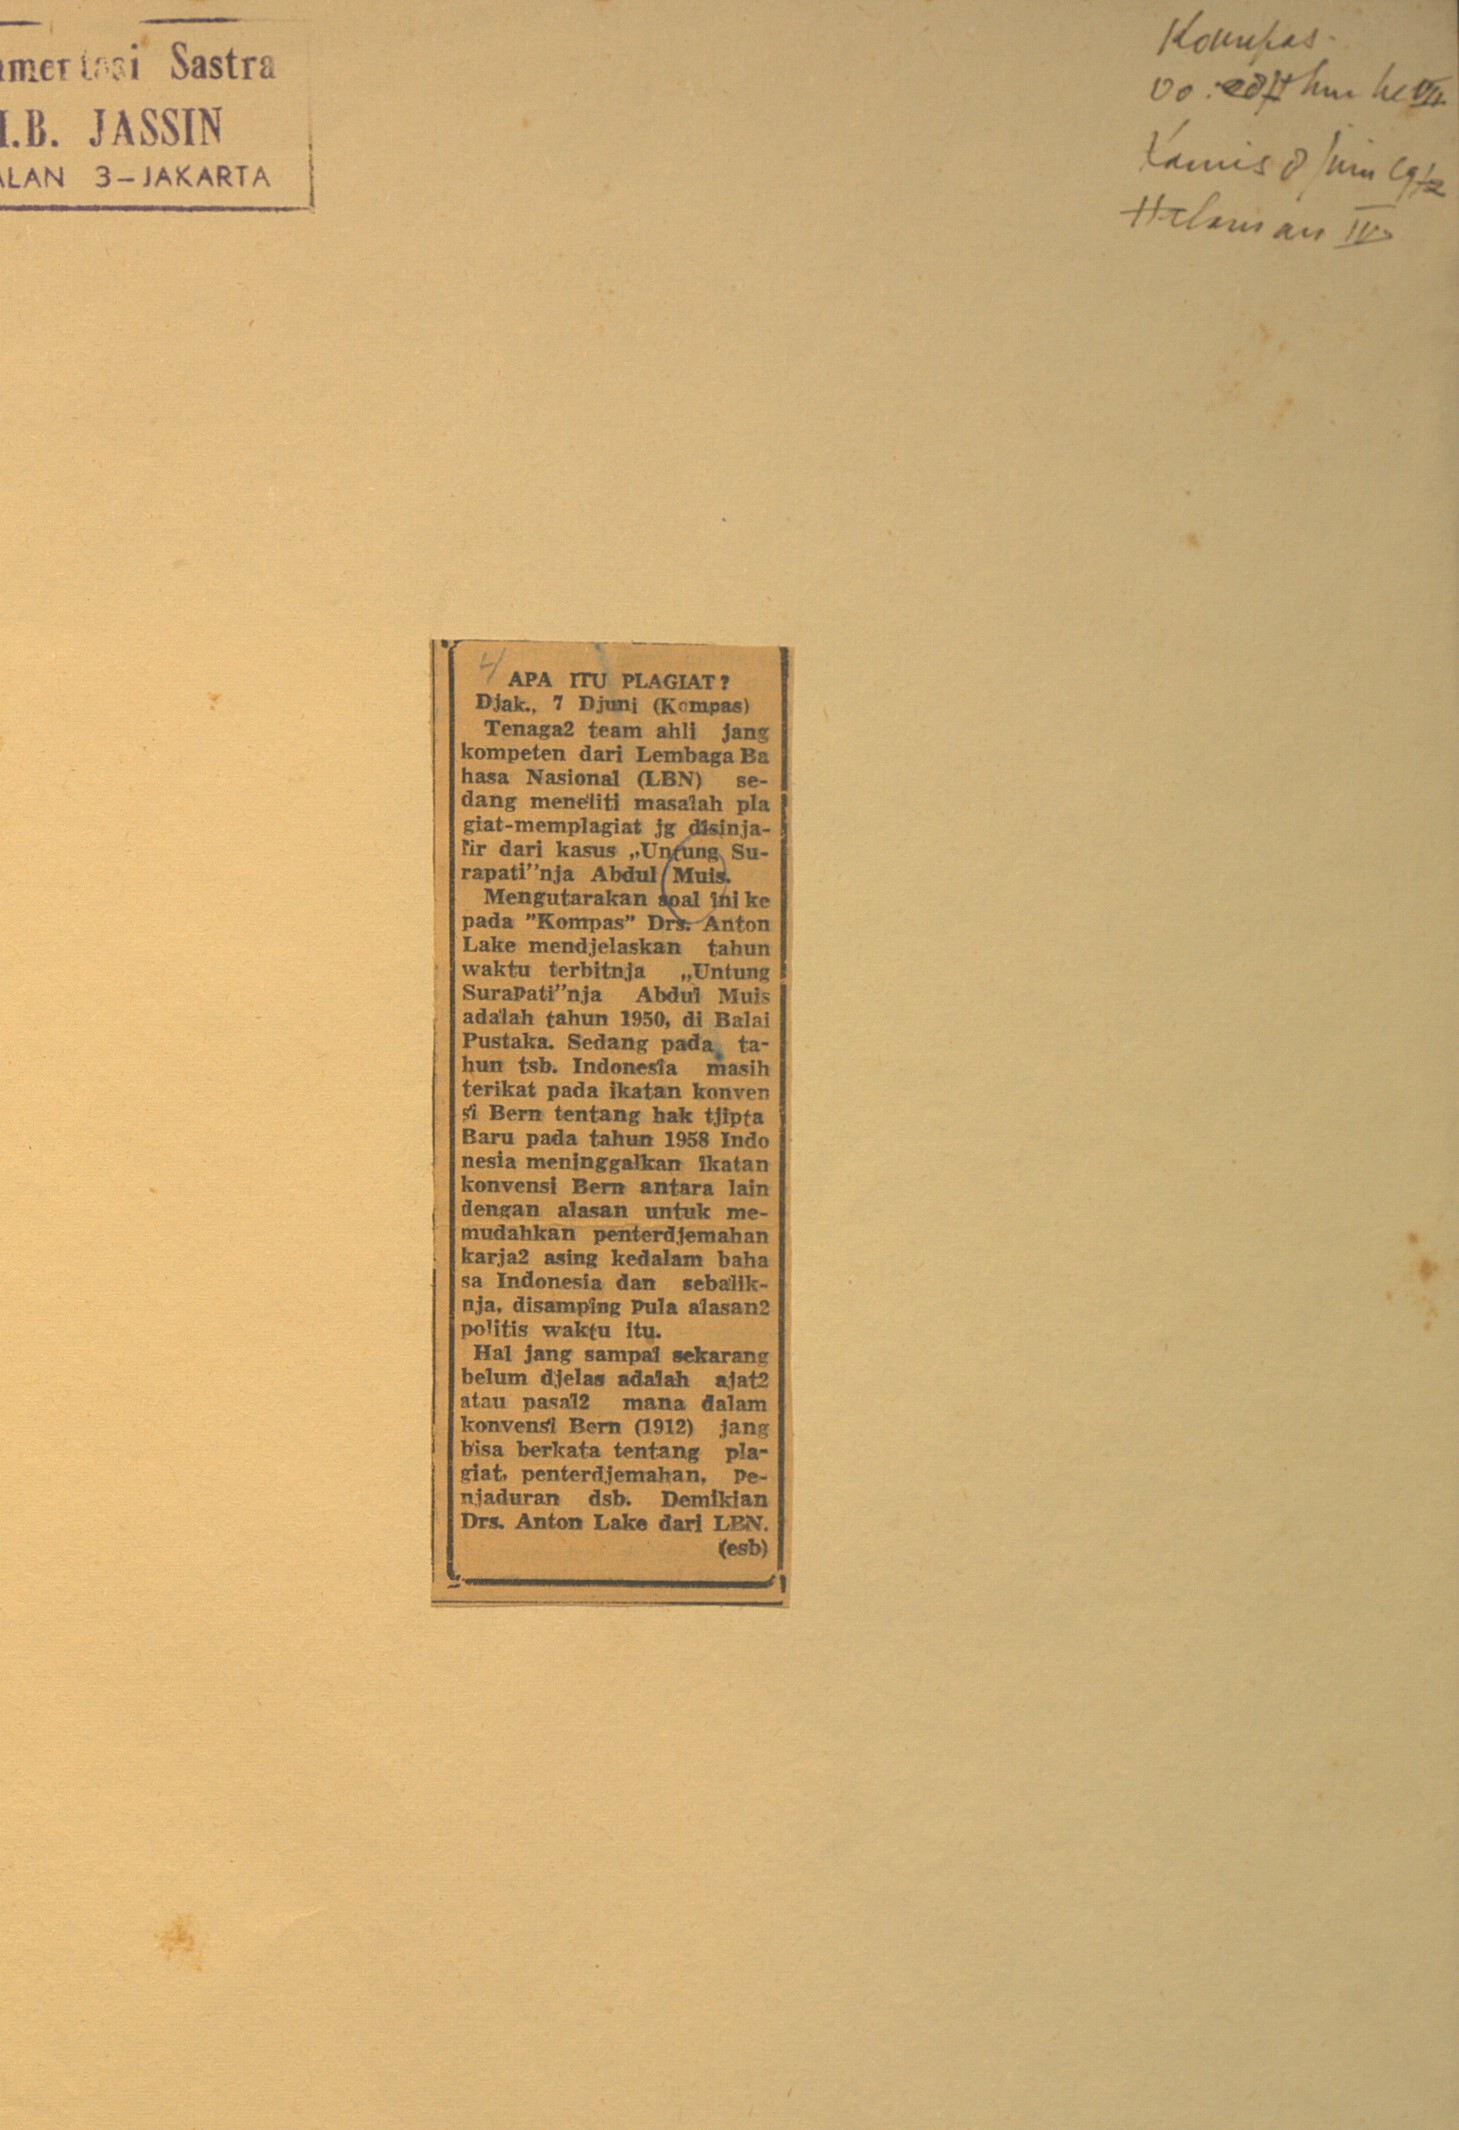 Sastra
.B. JASSIN
ALAN 3-JAKARTA
Kompas
Kamis 8 Juni 1972
Halaman IV
4
APA ITU PLAGIAT?
Djak., 7 Djuni (Kompas)
Tenaga2 team ahli jang
kompeten dari Lembaga Ba
hasa Nasional (LBN) se-
dang meneliti masalah pla
giat-memplagiat jg disinja-
lir dari kasus „Untung Su-
rapati”nja Abdul Muis.
Mengutarakan soal ini ke
pada ”Kompas” Drs. Anton
Lake mendjelaskan tahun
waktu terbitnja „Untung
Surapati”nja Abdul Muis
adalah tahun 1950, di Balai
Pustaka. Sedang pada ta-
hun tsb. Indonesia masih
terikat pada ikatan konven
si Bern tentang hak tjipta
Baru pada tahun 1958 Indo
nesia meninggalkan ikatan
konvensi Bern antara lain
dengan alasan untuk me-
mudahkan penterdjemahan
karja2 asing kedalam baha
sa Indonesia dan sebalik-
nja, disamping pula alasan2
politis waktu itu.
Hal jang sampai sekarang
belum djelas adalah ajat2
atau pasal2 mana dalam
konvensi Bern (1912) jang
bisa berkata tentang pla-
giat, penterdjemahan, pe-
njaduran dsb. Demikian
Drs. Anton Lake dari LBN.
(esb)